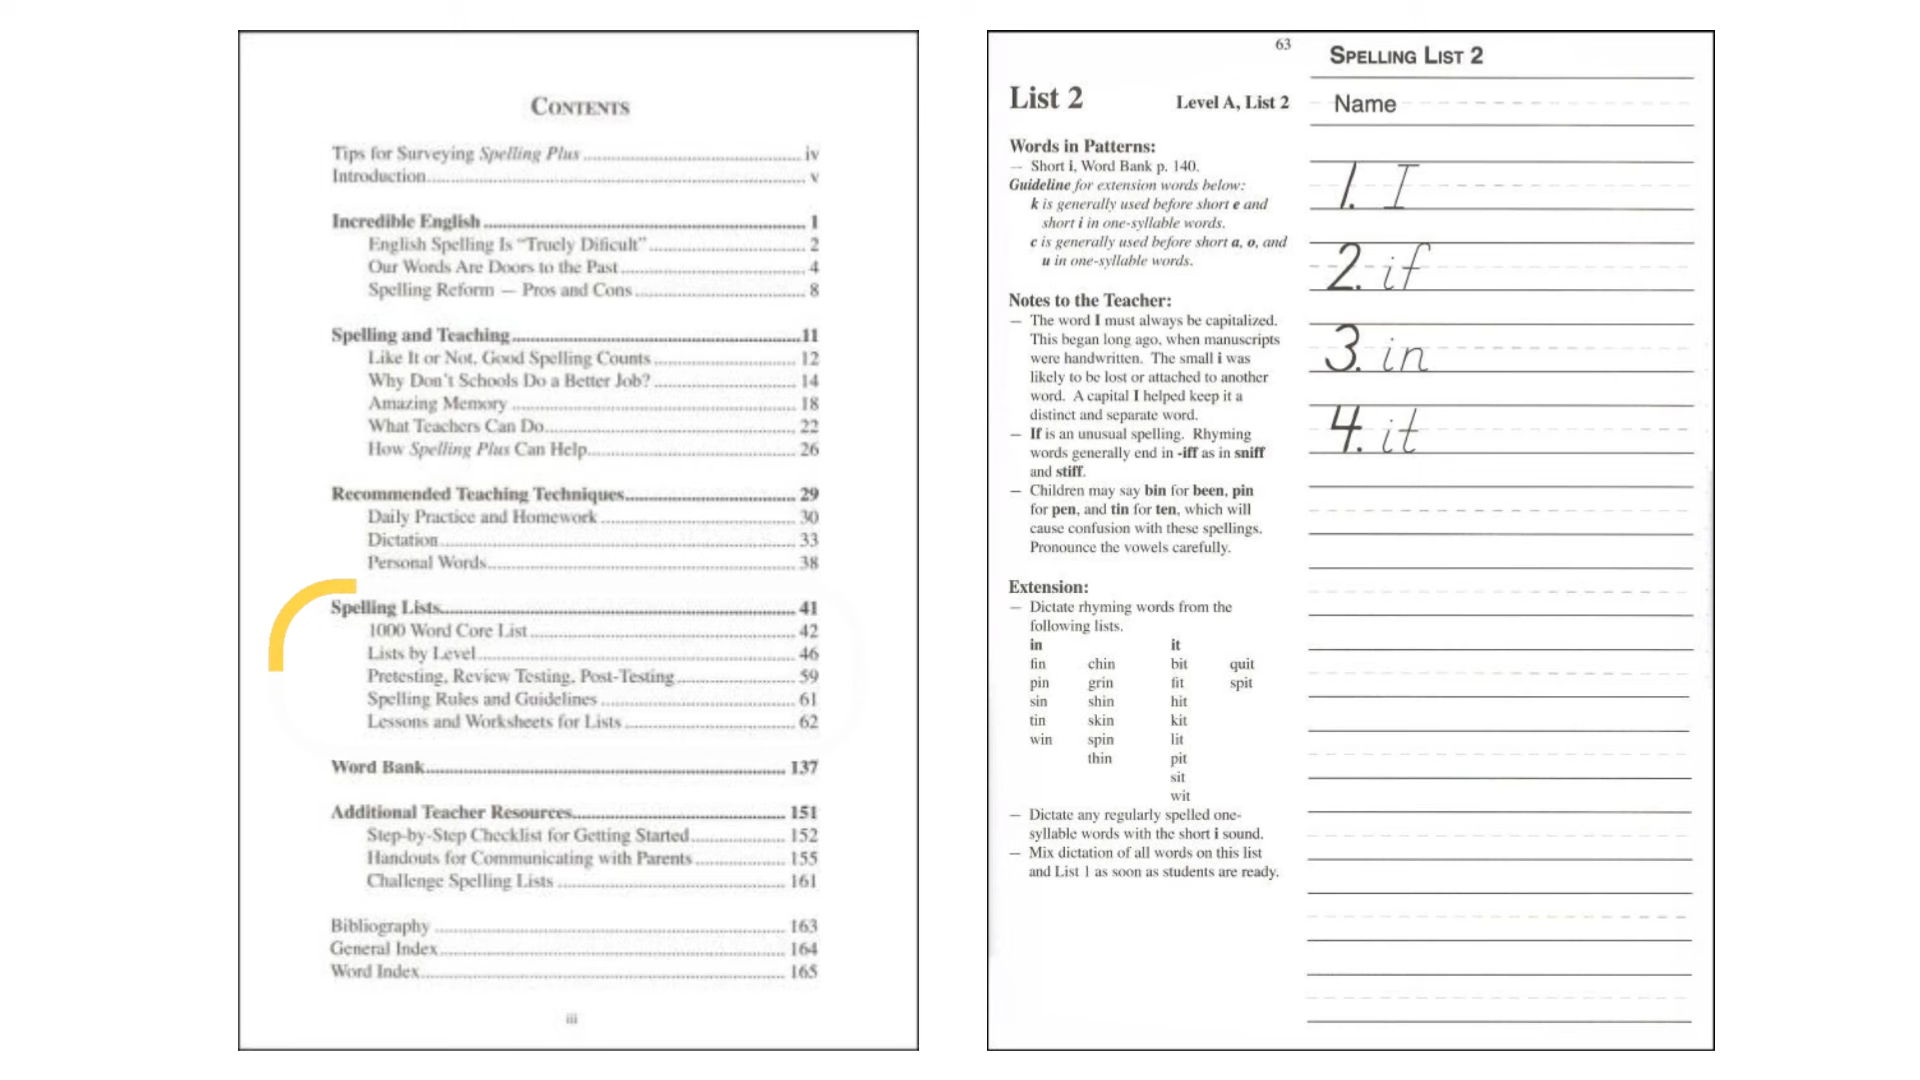 CONTENTS
Tips for Surveying Spelling Plus iv
Introduction v
Incredible English 1
English Spelling Is "Truely Dificult" 2
Our Words Are Doors to the Past 4
Spelling Reform — Pros and Cons 8
Spelling and Teaching 11
Like It or Not, Good Spelling Counts 12
Why Don't Schools Do a Better Job? 14
Amazing Memory 18
What Teachers Can Do 22
How Spelling Plus Can Help 26
Recommended Teaching Techniques 29
Daily Practice and Homework 30
Dictation 33
Personal Words 38
Spelling Lists 41
1000 Word Core List 42
Lists by Level 46
Pretesting, Review Testing, Post-Testing 59
Spelling Rules and Guidelines 61
Lessons and Worksheets for Lists 62
Word Bank 137
Additional Teacher Resources 151
Step-by-Step Checklist for Getting Started 152
Handouts for Communicating with Parents 155
Challenge Spelling Lists 161
Bibliography 163
General Index 164
Word Index 165
iii
63
List 2 Level A, List 2
Words in Patterns:
— Short i, Word Bank p. 140.
Guideline for extension words below:
k is generally used before short e and
short i in one-syllable words.
c is generally used before short a, o, and
u in one-syllable words.
Notes to the Teacher:
— The word I must always be capitalized.
This began long ago, when manuscripts
were handwritten. The small i was
likely to be lost or attached to another
word. A capital I helped keep it a
distinct and separate word.
— If is an unusual spelling. Rhyming
words generally end in -iff as in sniff
and stiff.
— Children may say bin for been, pin
for pen, and tin for ten, which will
cause confusion with these spellings.
Pronounce the vowels carefully.
Extension:
— Dictate rhyming words from the
following lists.
in it
fin chin bit quit
pin grin fit spit
sin shin hit
tin skin kit
win spin lit
thin pit
sit
wit
— Dictate any regularly spelled one-
syllable words with the short i sound.
— Mix dictation of all words on this list
and List 1 as soon as students are ready.
SPELLING LIST 2
Name
1. I
2. if
3. in
4. it